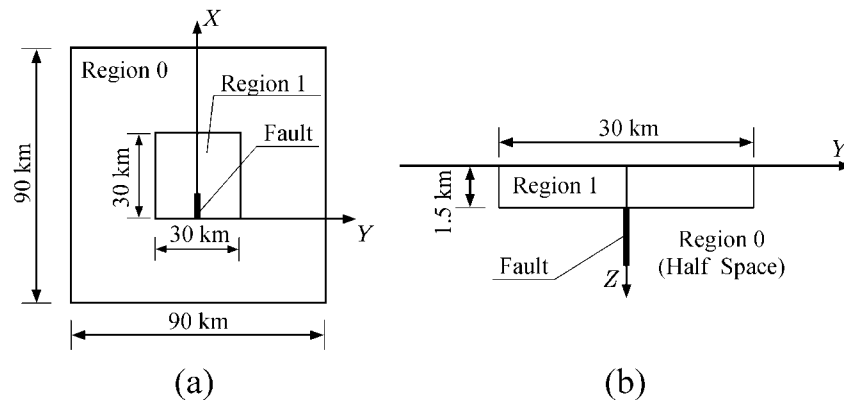 X
Region 0
Region 1
Fault
90 km
30 km
Y
30 km
90 km
(a)
30 km
Y
Region 1
1.5 km
Region 0
(Half Space)
Fault
Z
(b)